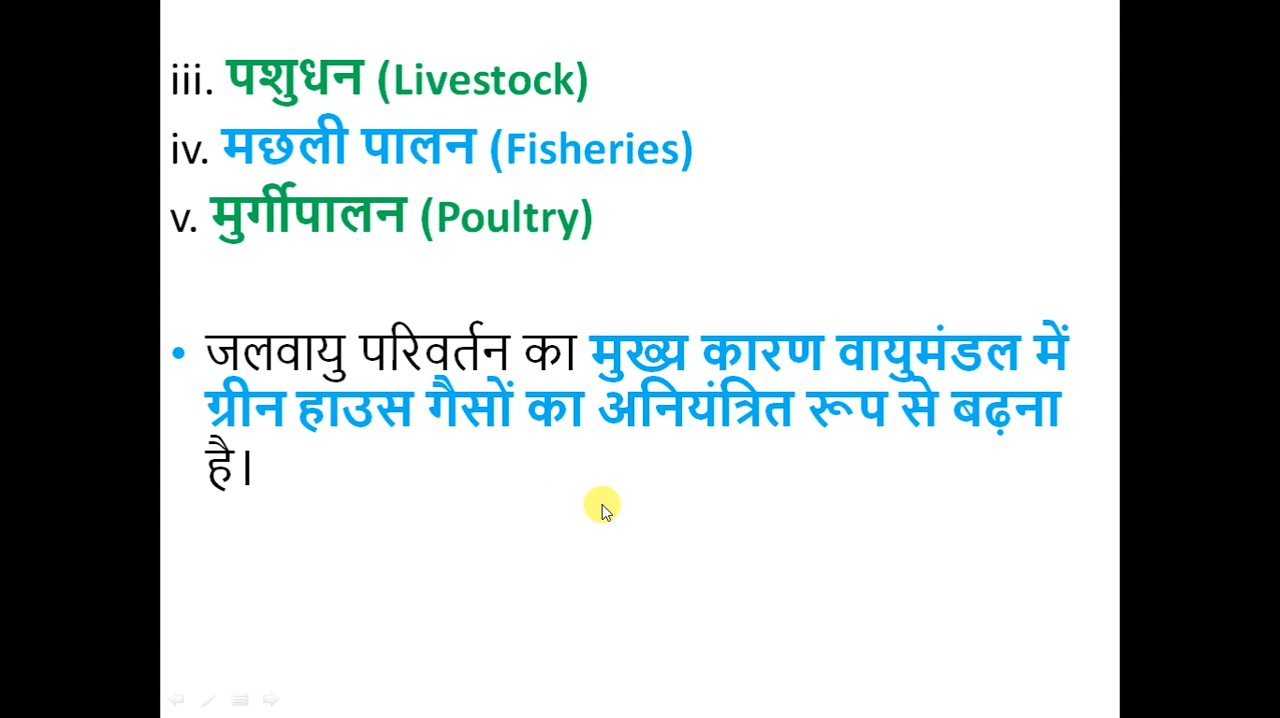 iii. पशुधन (Livestock)
iv. मछली पालन (Fisheries)
v. मुर्गीपालन (Poultry)
• जलवायु परिवर्तन का मुख्य कारण वायुमंडल में
ग्रीन हाउस गैसों का अनियंत्रित रूप से बढ़ना
है।